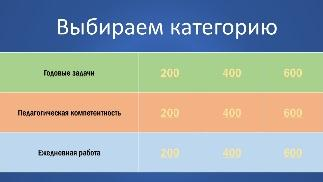 Выбираем категорию
Годовые задачи 200 400 600
Педагогическая компетентность 200 400 600
Ежедневная работа 200 400 600